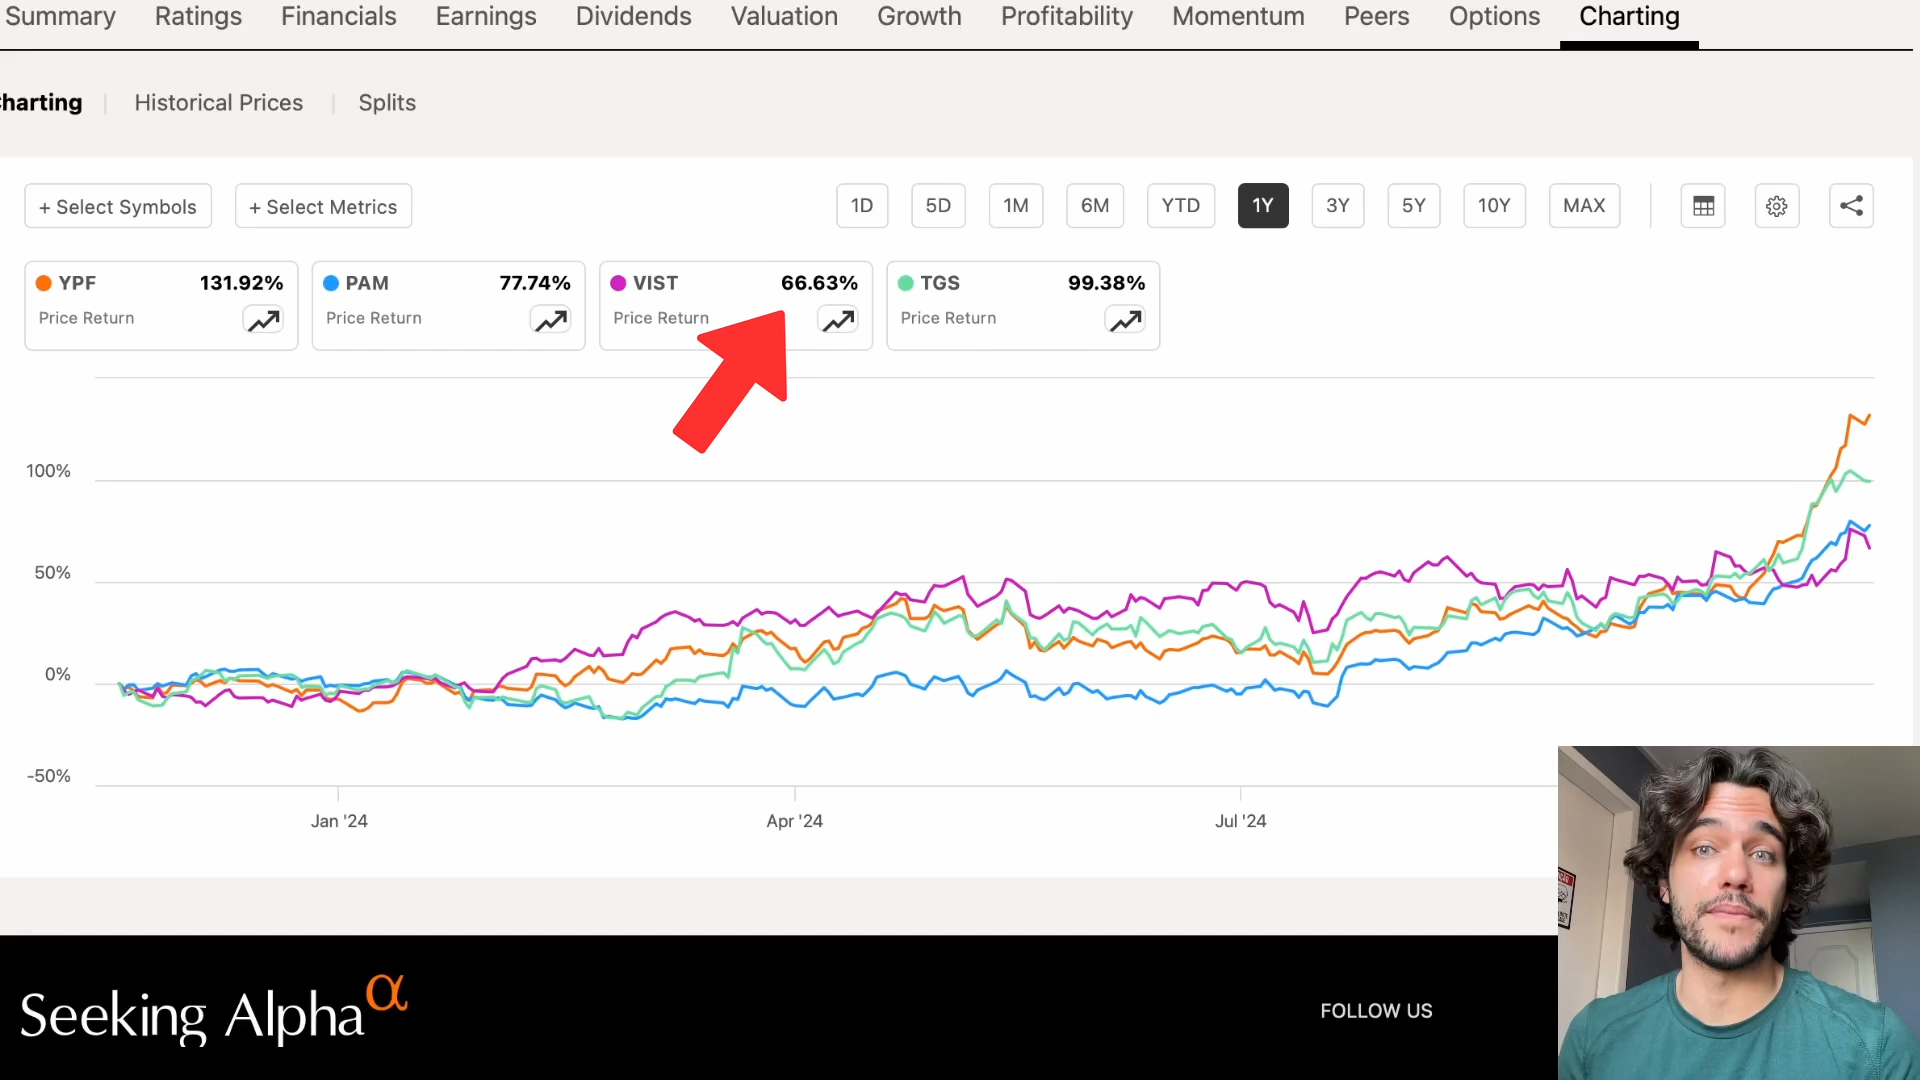 Summary Ratings Financials Earnings Dividends Valuation Growth Profitability Momentum Peers Options Charting
Charting Historical Prices Splits
+ Select Symbols + Select Metrics 1D 5D 1M 6M YTD 1Y 3Y 5Y 10Y MAX
YPF 131.92% PAM 77.74% VIST 66.63% TGS 99.38%
Price Return Price Return Price Return Price Return
100%
50%
0%
-50%
Jan '24 Apr '24 Jul '24
Seeking Alpha α
FOLLOW US